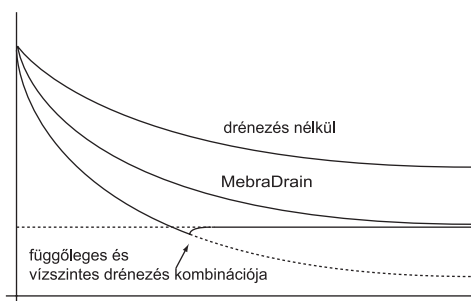 drénezés nélkül
MebraDrain
függőleges és
vízszintes drénezés kombinációja